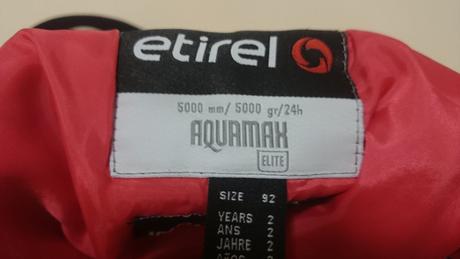 etirel
5000 mm/ 5000 gr/24h
AQUAMAX
ELITE
SIZE 92
YEARS 2
ANS 2
JAHRE 2